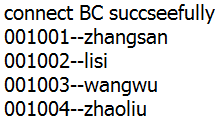 connect BC succseefully
001001--zhangsan
001002--lisi
001003--wangwu
001004--zhaoliu